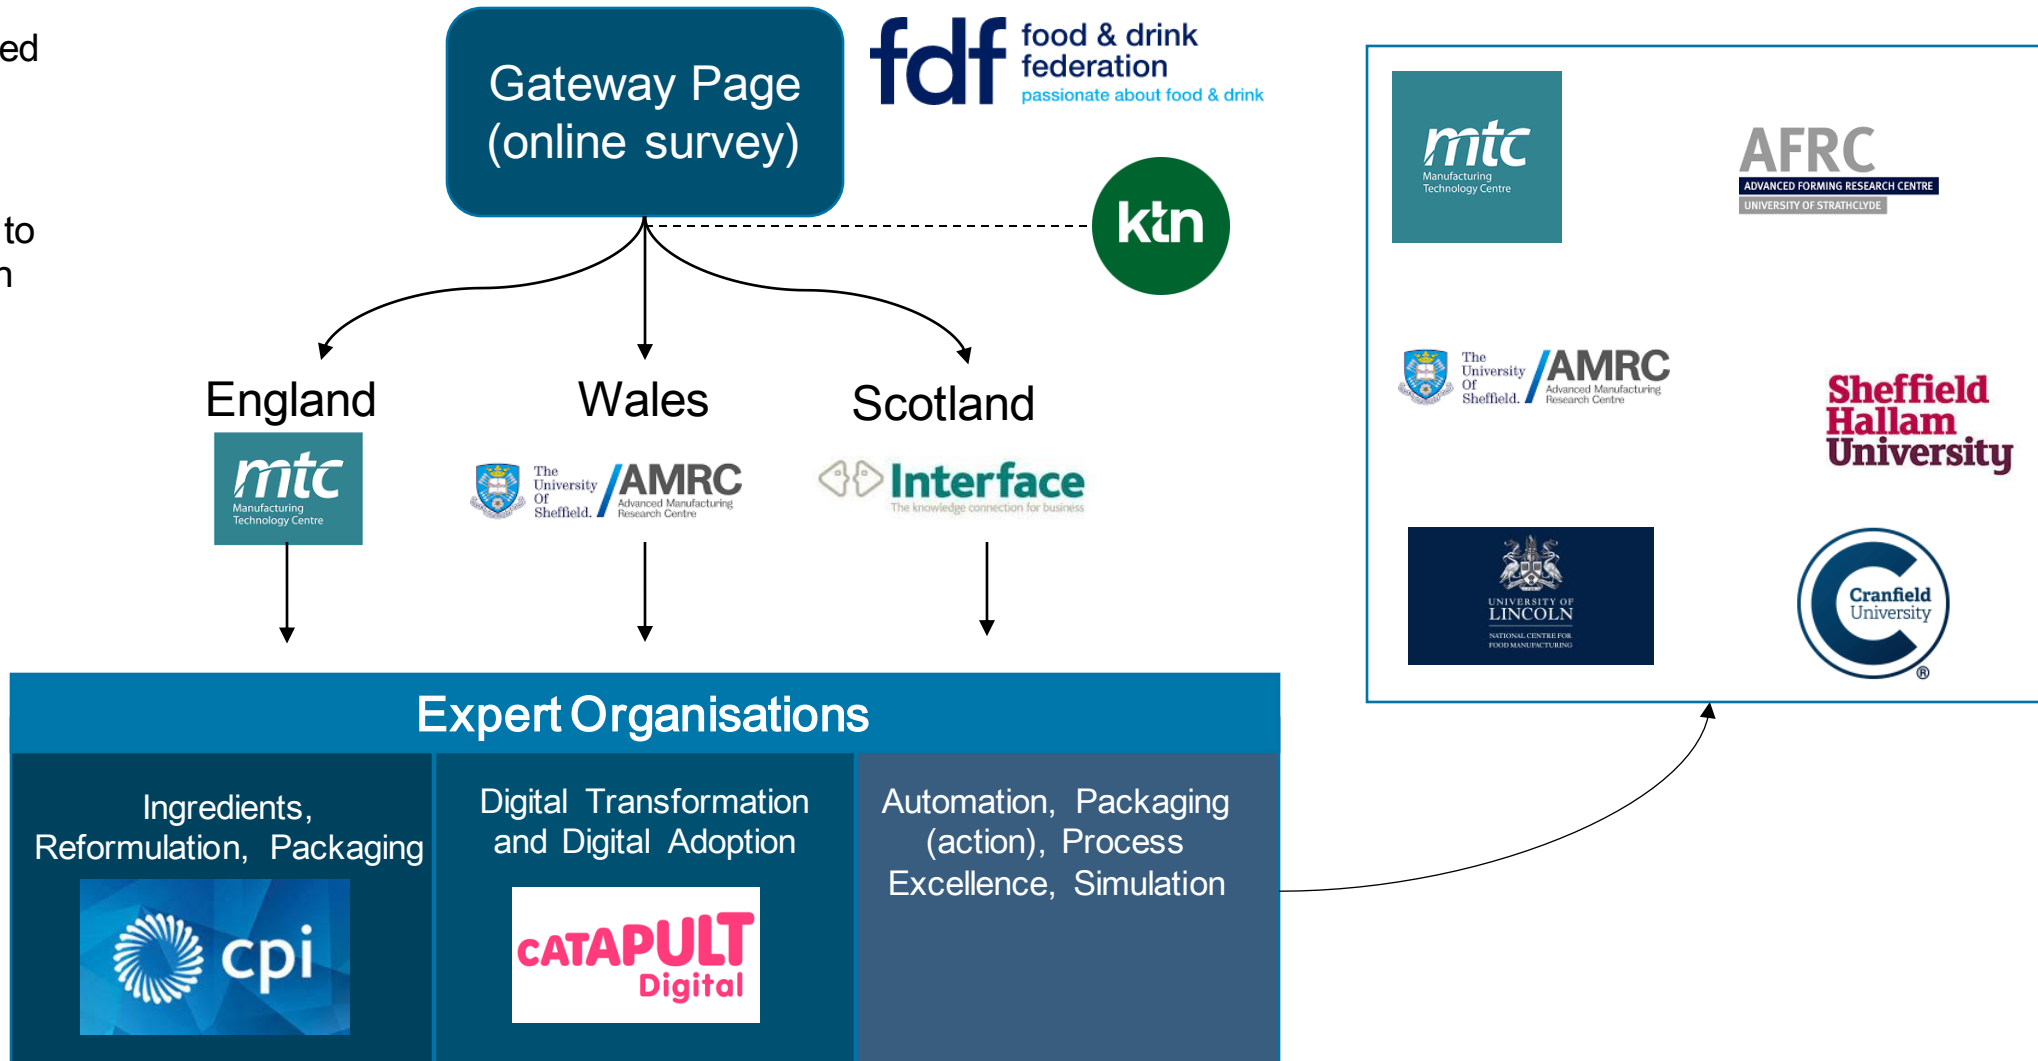 ed
to
n
Gateway Page
(online survey)
fdf
food & drink
federation
passionate about food & drink
ktn
England
Wales
Scotland
mtc
Manufacturing
Technology Centre
The
University
Of
Sheffield.
AMRC
Advanced Manufacturing
Research Centre
Interface
The knowledge connection for business
Expert Organisations
Ingredients,
Reformulation, Packaging
cpi
Digital Transformation
and Digital Adoption
CATAPULT
Digital
Automation, Packaging
(action), Process
Excellence, Simulation
mtc
Manufacturing
Technology Centre
AFRC
ADVANCED FORMING RESEARCH CENTRE
UNIVERSITY OF STRATHCLYDE
The
University
Of
Sheffield.
AMRC
Advanced Manufacturing
Research Centre
Sheffield
Hallam
University
UNIVERSITY OF
LINCOLN
NATIONAL CENTRE FOR
FOOD MANUFACTURING
Cranfield
University
®